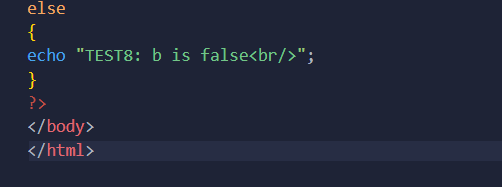 else
{
echo "TEST8: b is false<br/>";
}
?>
</body>
</html>